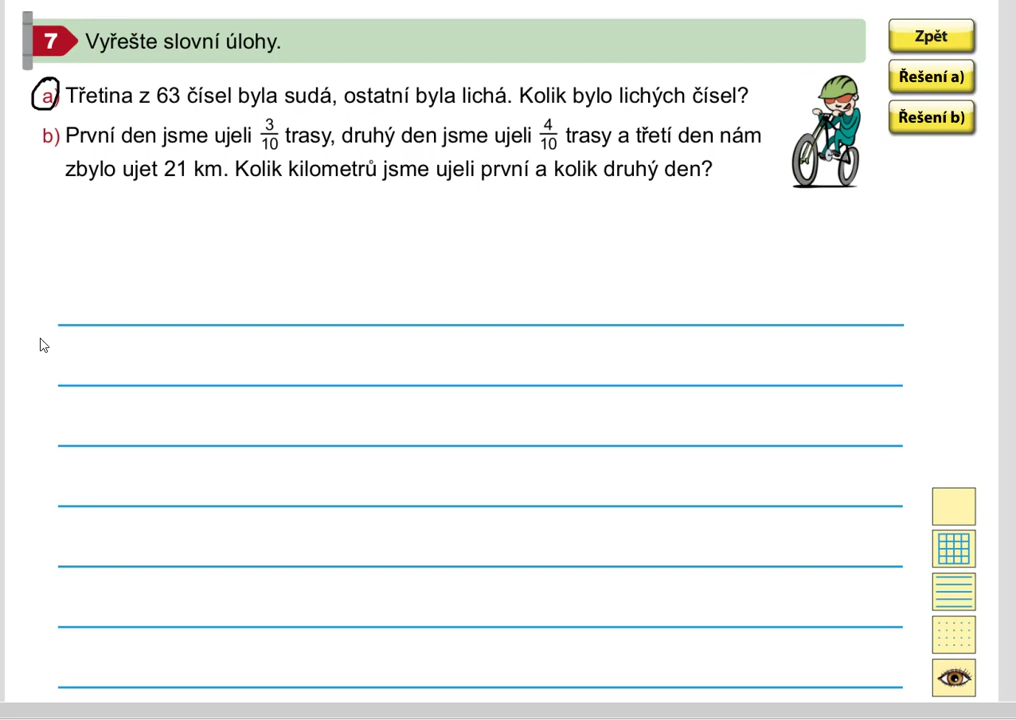 7 Vyřešte slovní úlohy.
Zpět
Řešení a)
Řešení b)
a) Třetina z 63 čísel byla sudá, ostatní byla lichá. Kolik bylo lichých čísel?
b) První den jsme ujeli 3/10 trasy, druhý den jsme ujeli 4/10 trasy a třetí den nám
zbylo ujet 21 km. Kolik kilometrů jsme ujeli první a kolik druhý den?